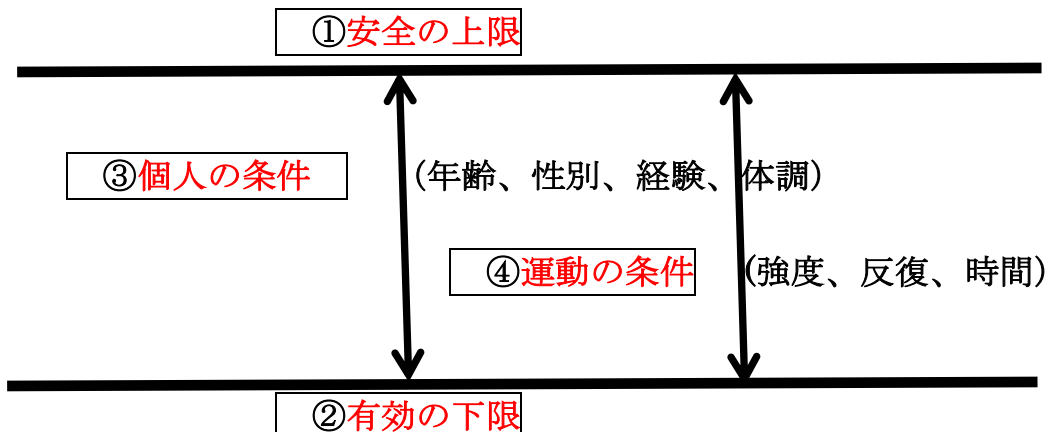 ①安全の上限
③個人の条件 (年齢、性別、経験、体調)
④運動の条件 (強度、反復、時間)
②有効の下限